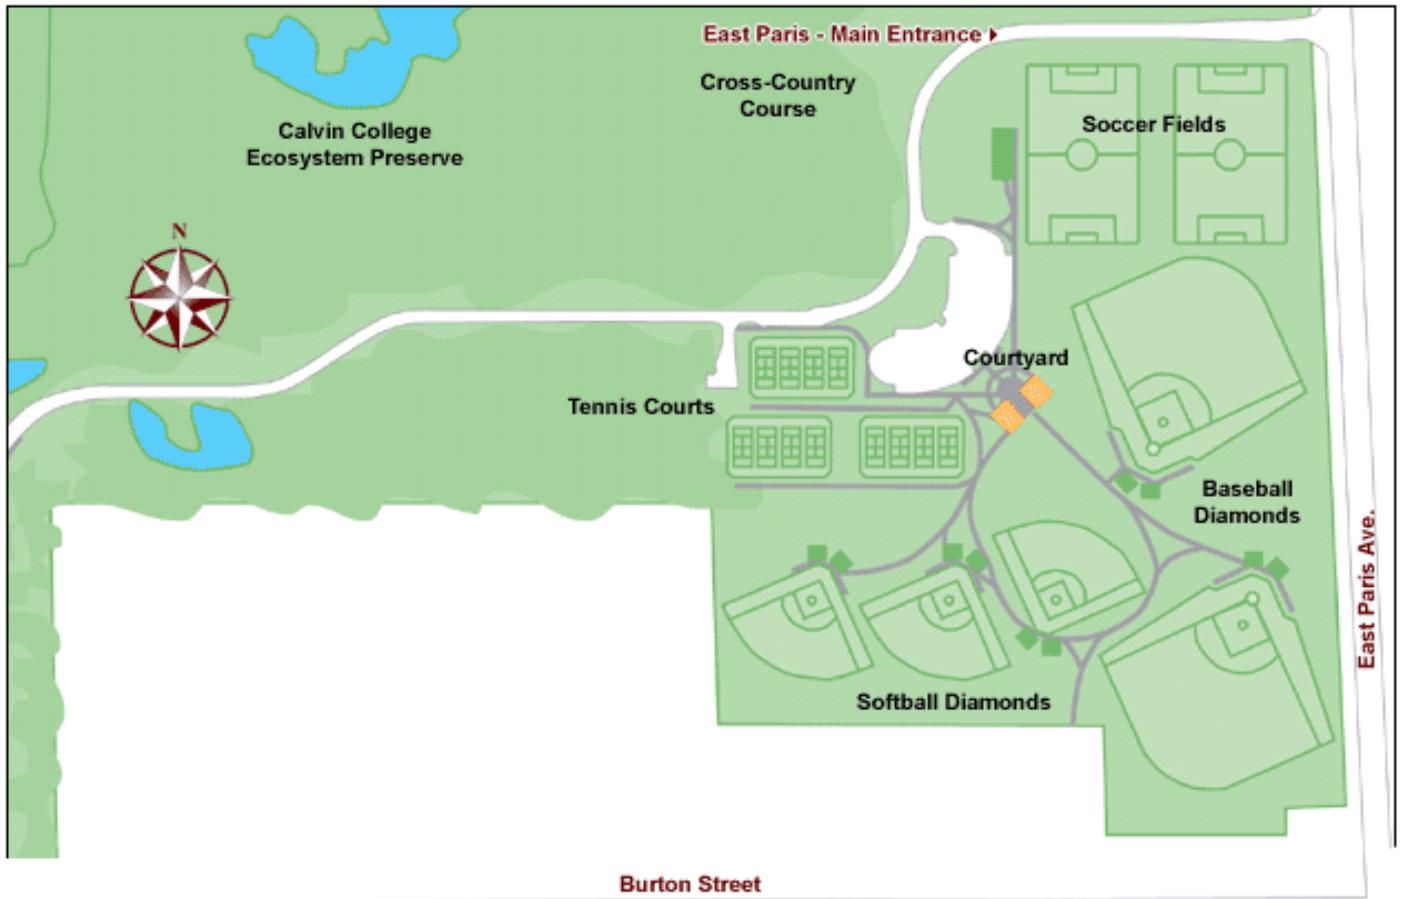 East Paris - Main Entrance
Cross-Country
Course
Soccer Fields
Calvin College
Ecosystem Preserve
N
Courtyard
Tennis Courts
Baseball
Diamonds
East Paris Ave.
Softball Diamonds
Burton Street